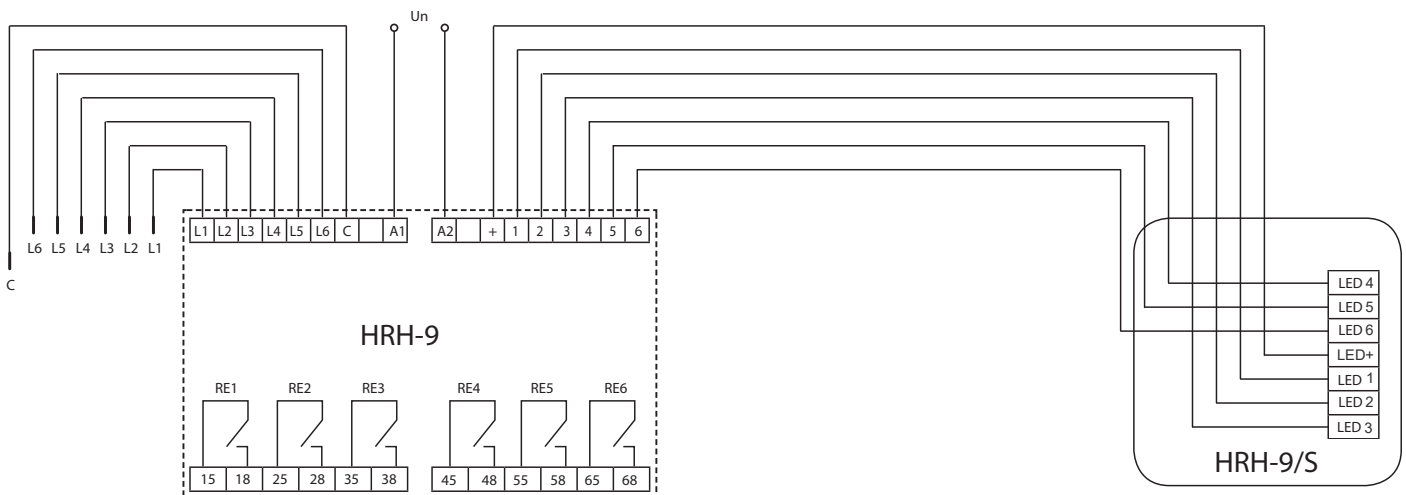 Un
L6 L5 L4 L3 L2 L1
C
L1 L2 L3 L4 L5 L6 C A1 A2 + 1 2 3 4 5 6
HRH-9
RE1 RE2 RE3 RE4 RE5 RE6
15 18 25 28 35 38 45 48 55 58 65 68
LED 4
LED 5
LED 6
LED+
LED 1
LED 2
LED 3
HRH-9/S